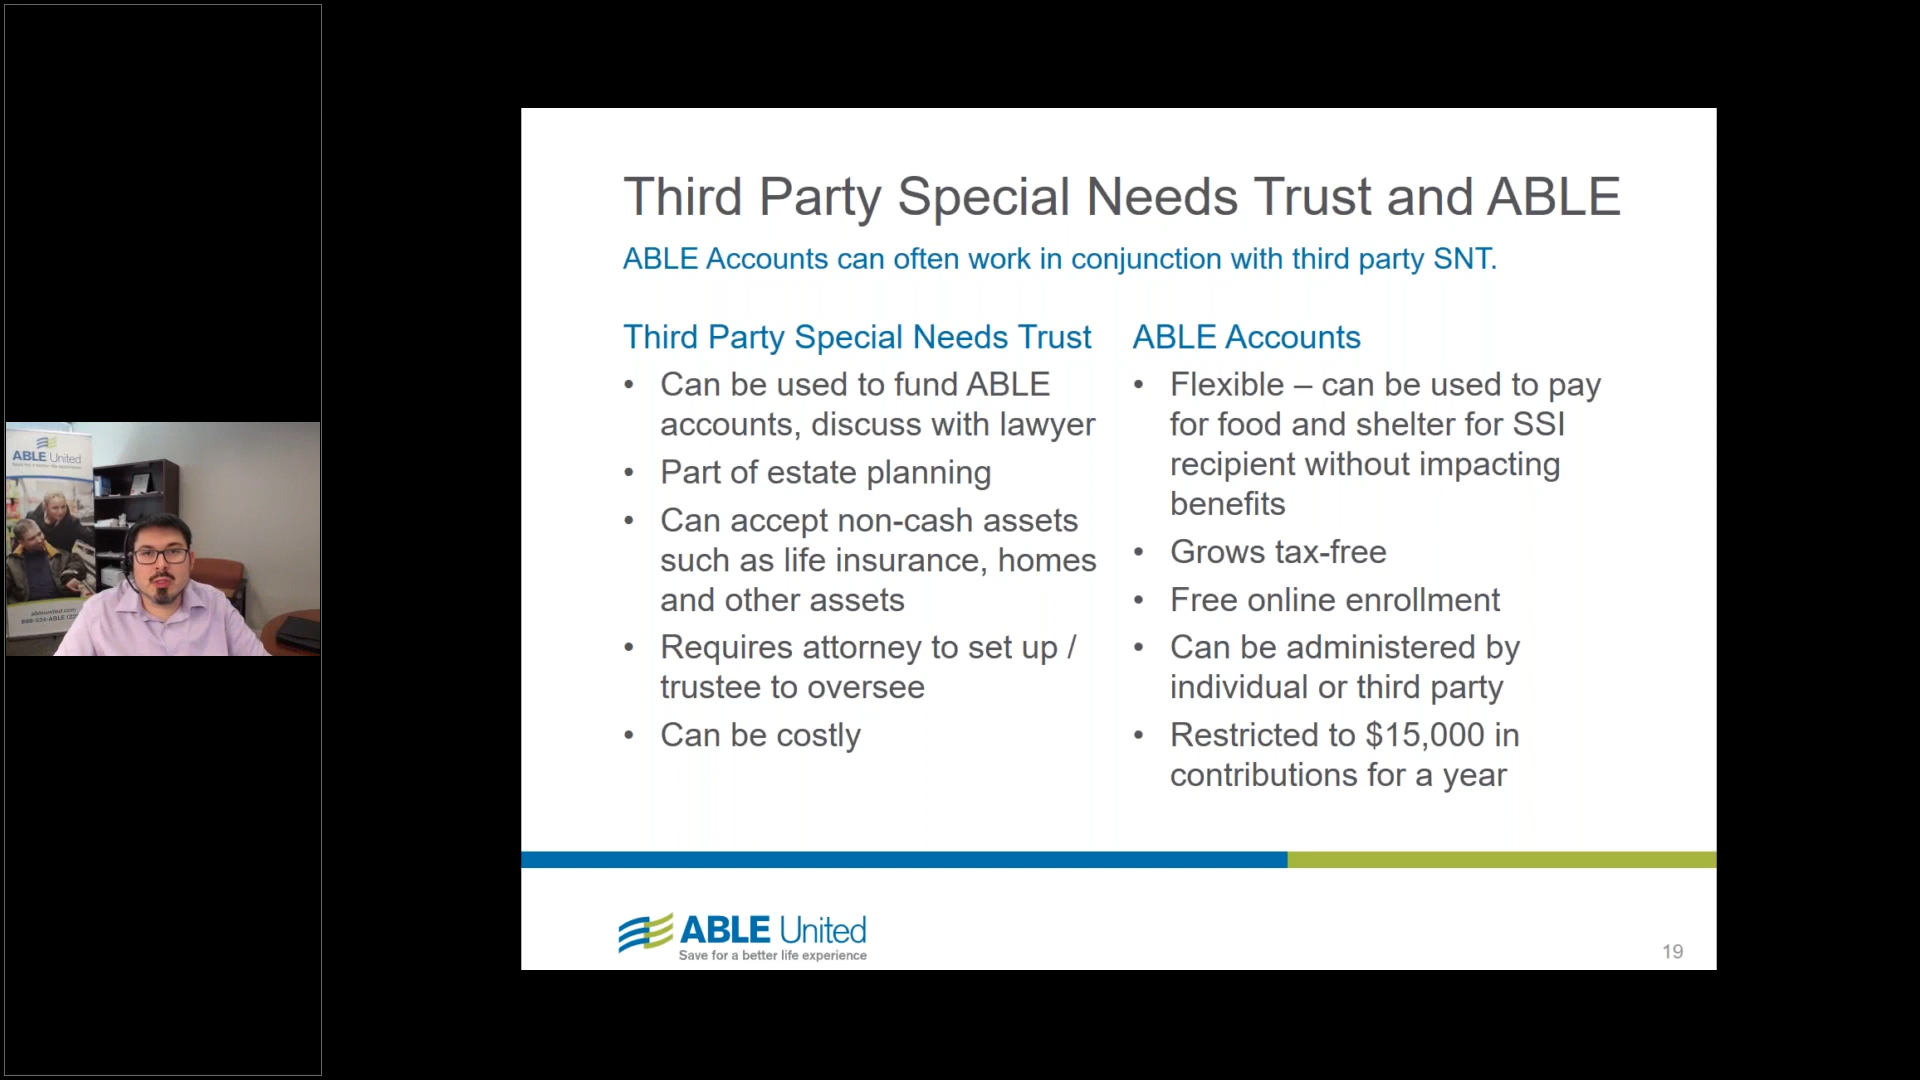 Third Party Special Needs Trust and ABLE
ABLE Accounts can often work in conjunction with third party SNT.
Third Party Special Needs Trust
• Can be used to fund ABLE
accounts, discuss with lawyer
• Part of estate planning
• Can accept non-cash assets
such as life insurance, homes
and other assets
• Requires attorney to set up /
trustee to oversee
• Can be costly
ABLE Accounts
• Flexible – can be used to pay
for food and shelter for SSI
recipient without impacting
benefits
• Grows tax-free
• Free online enrollment
• Can be administered by
individual or third party
• Restricted to $15,000 in
contributions for a year
ABLE United
Save for a better life experience
19
ABLE United